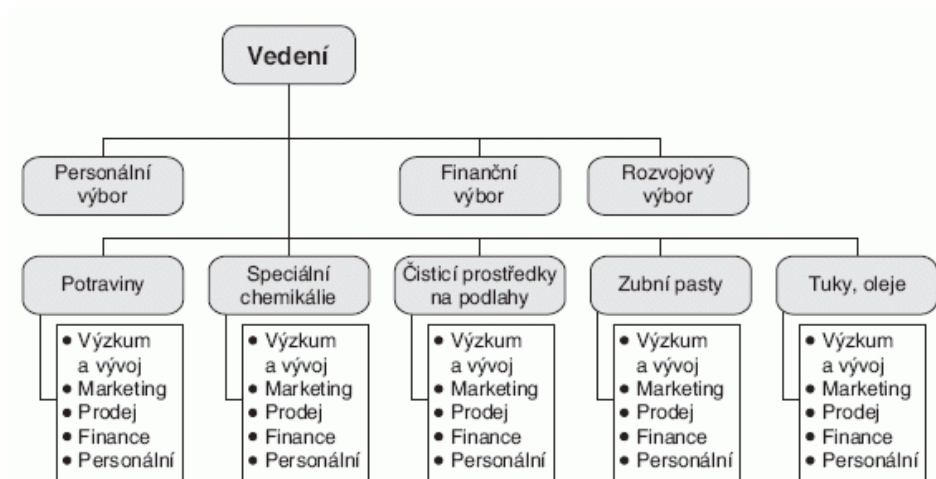 Vedení
Personální
výbor
Finanční
výbor
Rozvojový
výbor
Potraviny
Speciální
chemikálie
Čisticí prostředky
na podlahy
Zubní pasty
Tuky, oleje
● Výzkum
a vývoj
● Marketing
● Prodej
● Finance
● Personální
● Výzkum
a vývoj
● Marketing
● Prodej
● Finance
● Personální
● Výzkum
a vývoj
● Marketing
● Prodej
● Finance
● Personální
● Výzkum
a vývoj
● Marketing
● Prodej
● Finance
● Personální
● Výzkum
a vývoj
● Marketing
● Prodej
● Finance
● Personální